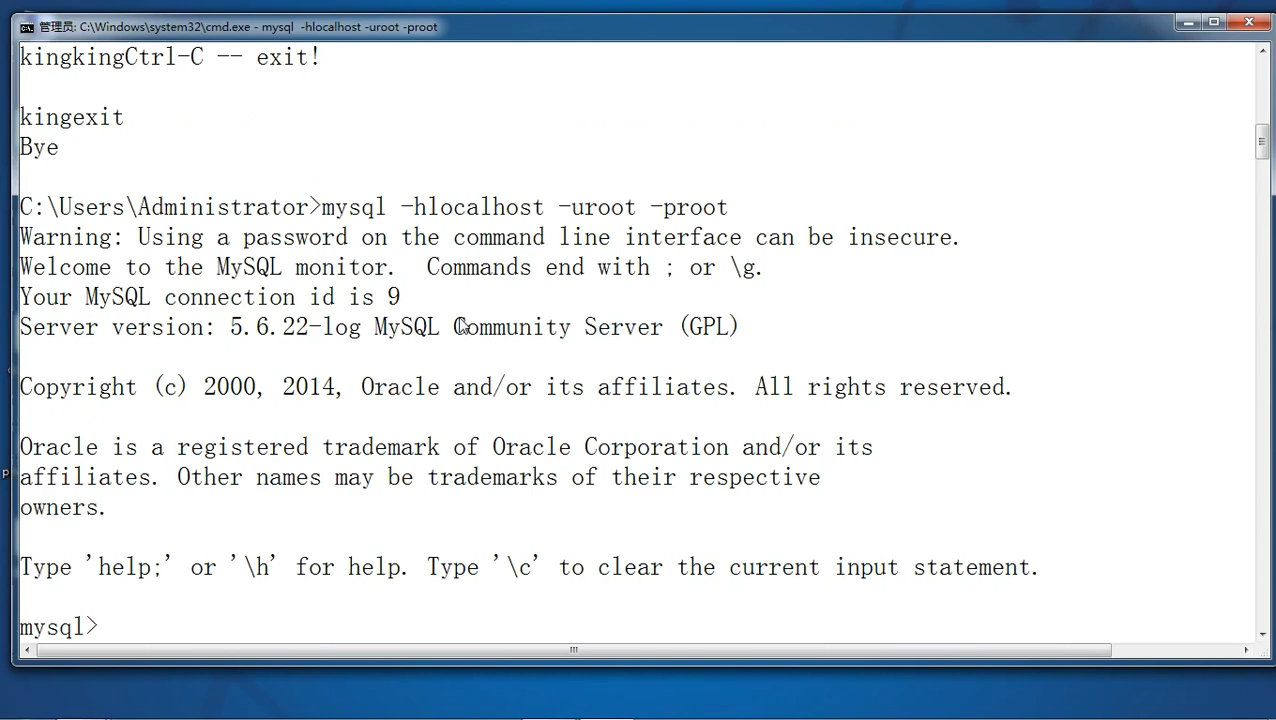 管理员: C:\Windows\system32\cmd.exe - mysql  -hlocalhost -uroot -proot
kingkingCtrl-C -- exit!
kingexit
Bye
C:\Users\Administrator>mysql -hlocalhost -uroot -proot
Warning: Using a password on the command line interface can be insecure.
Welcome to the MySQL monitor.  Commands end with ; or \g.
Your MySQL connection id is 9
Server version: 5.6.22-log MySQL Community Server (GPL)
Copyright (c) 2000, 2014, Oracle and/or its affiliates. All rights reserved.
Oracle is a registered trademark of Oracle Corporation and/or its
affiliates. Other names may be trademarks of their respective
owners.
Type 'help;' or '\h' for help. Type '\c' to clear the current input statement.
mysql>